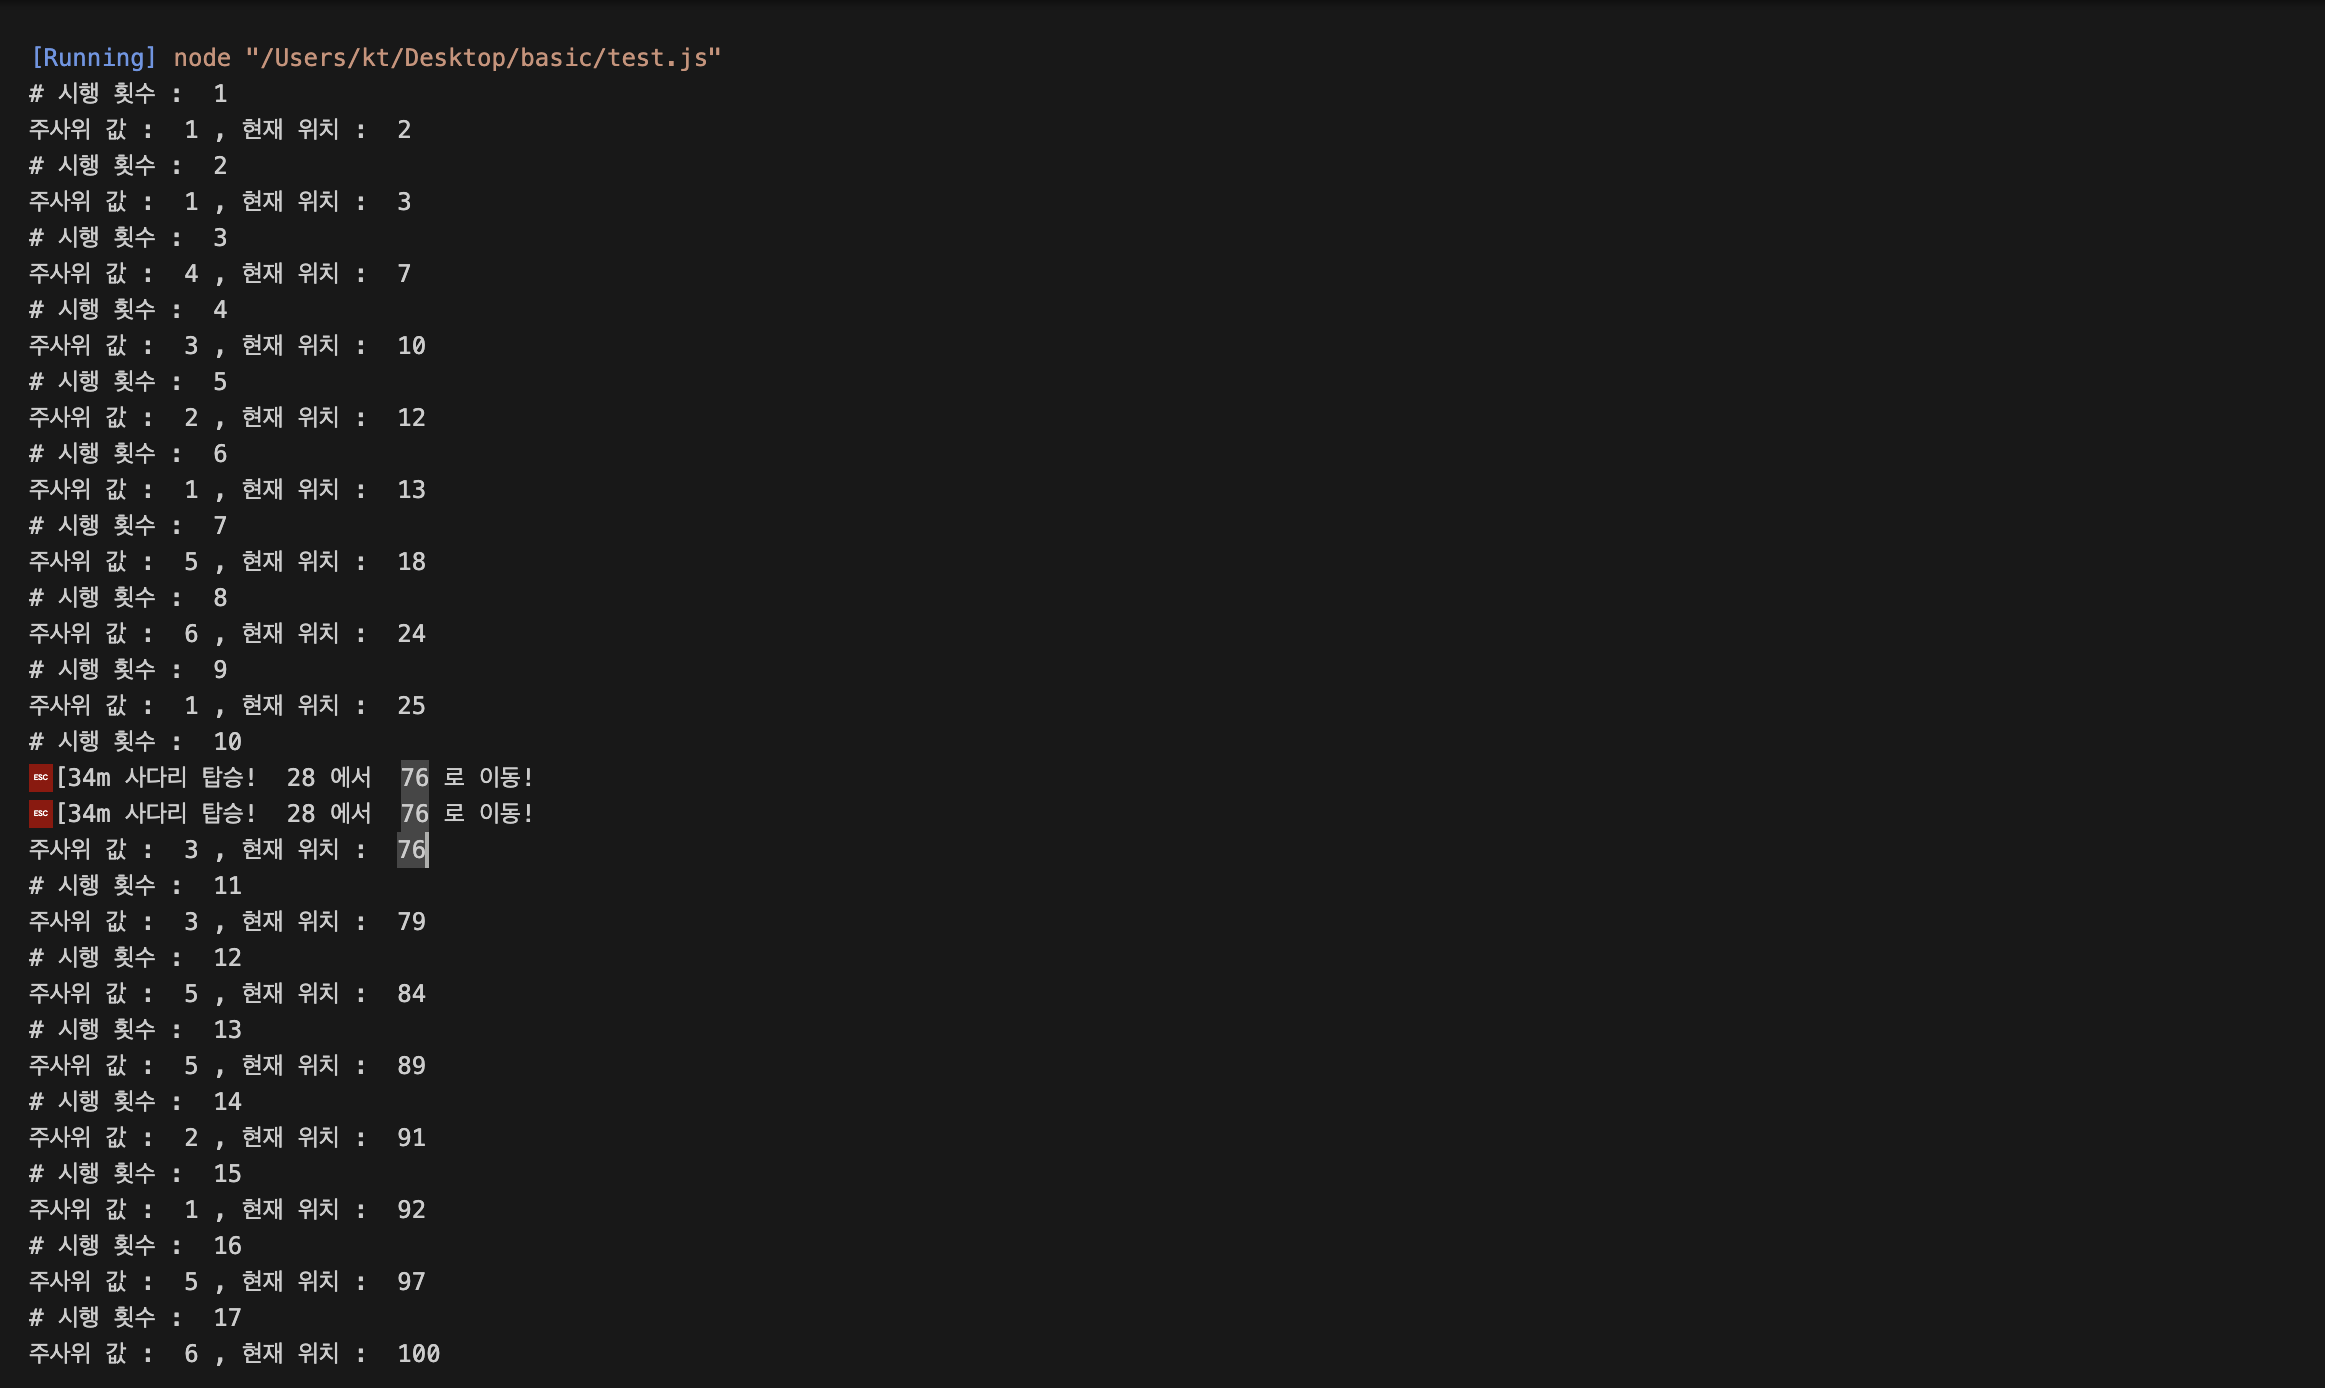 [Running] node "/Users/kt/Desktop/basic/test.js"
# 시행 횟수 :  1
주사위 값 :  1 , 현재 위치 :  2
# 시행 횟수 :  2
주사위 값 :  1 , 현재 위치 :  3
# 시행 횟수 :  3
주사위 값 :  4 , 현재 위치 :  7
# 시행 횟수 :  4
주사위 값 :  3 , 현재 위치 :  10
# 시행 횟수 :  5
주사위 값 :  2 , 현재 위치 :  12
# 시행 횟수 :  6
주사위 값 :  1 , 현재 위치 :  13
# 시행 횟수 :  7
주사위 값 :  5 , 현재 위치 :  18
# 시행 횟수 :  8
주사위 값 :  6 , 현재 위치 :  24
# 시행 횟수 :  9
주사위 값 :  1 , 현재 위치 :  25
# 시행 횟수 :  10
ESC[34m 사다리 탑승!  28 에서  76 로 이동!
ESC[34m 사다리 탑승!  28 에서  76 로 이동!
주사위 값 :  3 , 현재 위치 :  76
# 시행 횟수 :  11
주사위 값 :  3 , 현재 위치 :  79
# 시행 횟수 :  12
주사위 값 :  5 , 현재 위치 :  84
# 시행 횟수 :  13
주사위 값 :  5 , 현재 위치 :  89
# 시행 횟수 :  14
주사위 값 :  2 , 현재 위치 :  91
# 시행 횟수 :  15
주사위 값 :  1 , 현재 위치 :  92
# 시행 횟수 :  16
주사위 값 :  5 , 현재 위치 :  97
# 시행 횟수 :  17
주사위 값 :  6 , 현재 위치 :  100